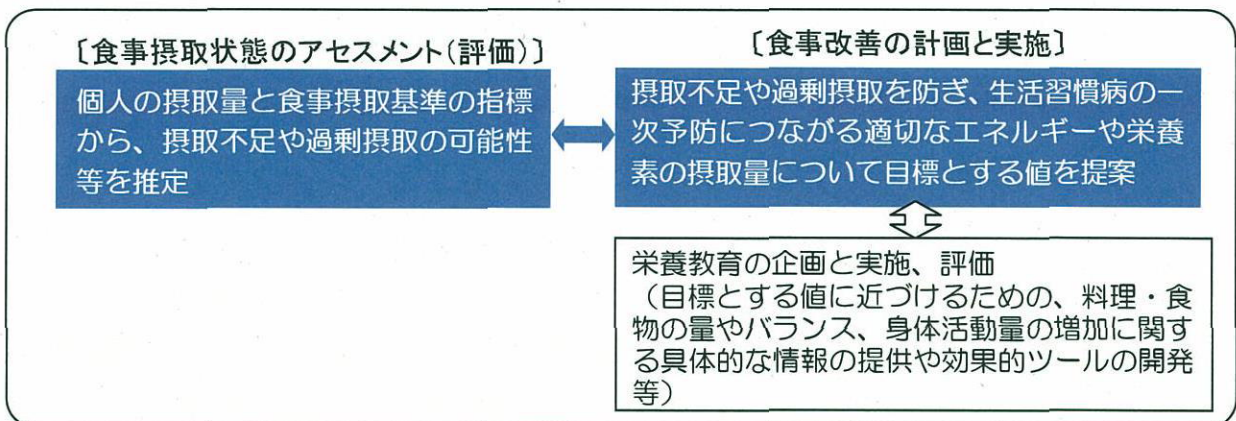 〔食事摂取状態のアセスメント(評価)〕
個人の摂取量と食事摂取基準の指標
から、摂取不足や過剰摂取の可能性
等を推定
〔食事改善の計画と実施〕
摂取不足や過剰摂取を防ぎ、生活習慣病の一
次予防につながる適切なエネルギーや栄養
素の摂取量について目標とする値を提案
栄養教育の企画と実施、評価
（目標とする値に近づけるための、料理・食
物の量やバランス、身体活動量の増加に関す
る具体的な情報の提供や効果的ツールの開発
等）